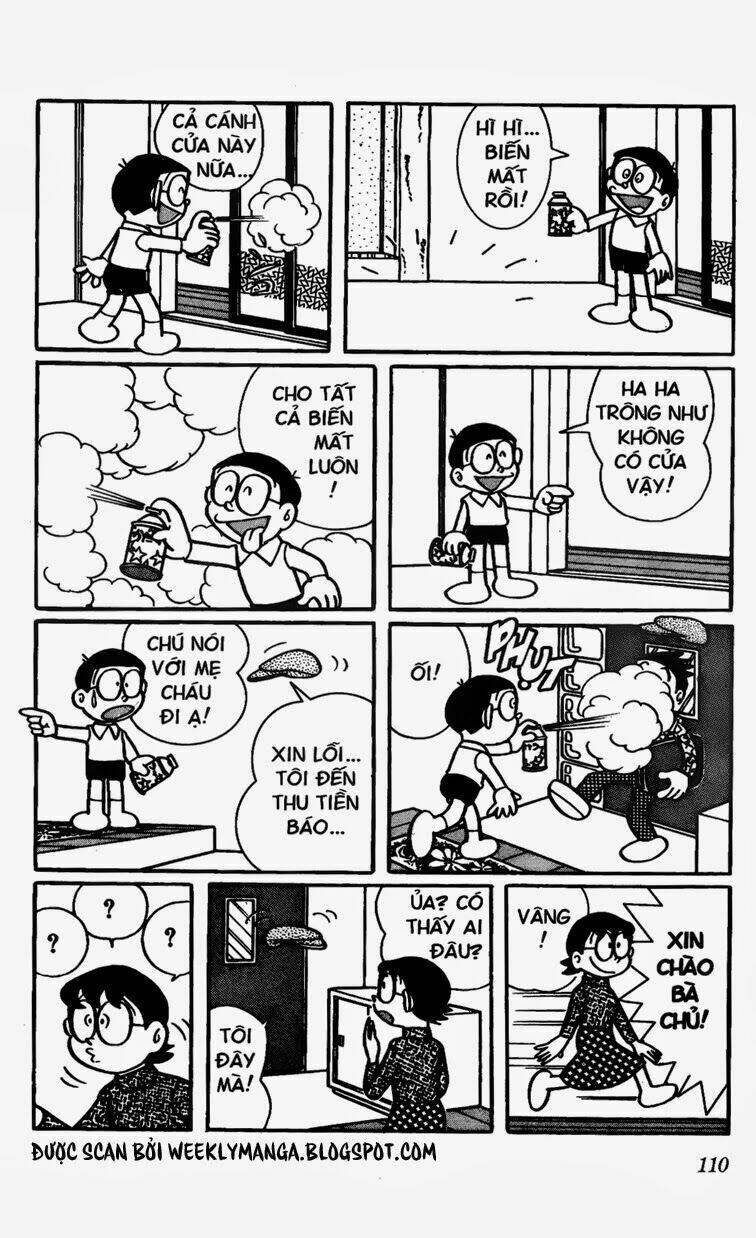 HÌ HÌ...
BIẾN
MẤT
RỒI!
CẢ CÁNH
CỬA NÀY
NỮA...
HA HA
TRÔNG NHƯ
KHÔNG
CÓ CỬA
VẬY!
CHO TẤT
CẢ BIẾN
MẤT
LUÔN
!
PHỤT
ỐI!
XIN LỖI...
TÔI ĐẾN
THU TIỀN
BÁO...
CHÚ NÓI
VỚI MẸ
CHÁU
ĐI Ạ!
XIN
CHÀO
BÀ
CHỦ!
VÂNG
!
ỦA? CÓ
THẤY AI
ĐÂU?
TÔI
ĐÂY
MÀ!
?
?
?
ĐƯỢC SCAN BỞI WEEKLYMANGA.BLOGSPOT.COM
110